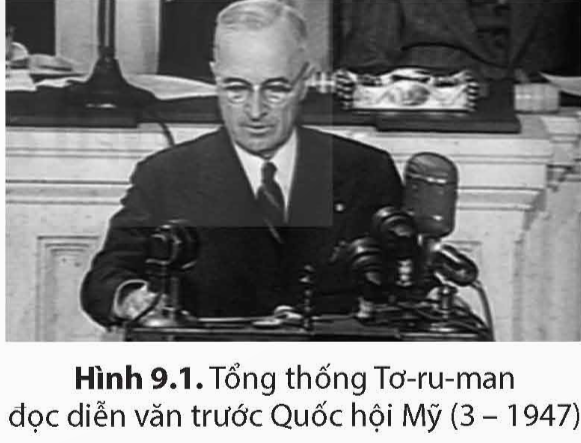 Hình 9.1. Tổng thống Tơ-ru-man
đọc diễn văn trước Quốc hội Mỹ (3 – 1947)